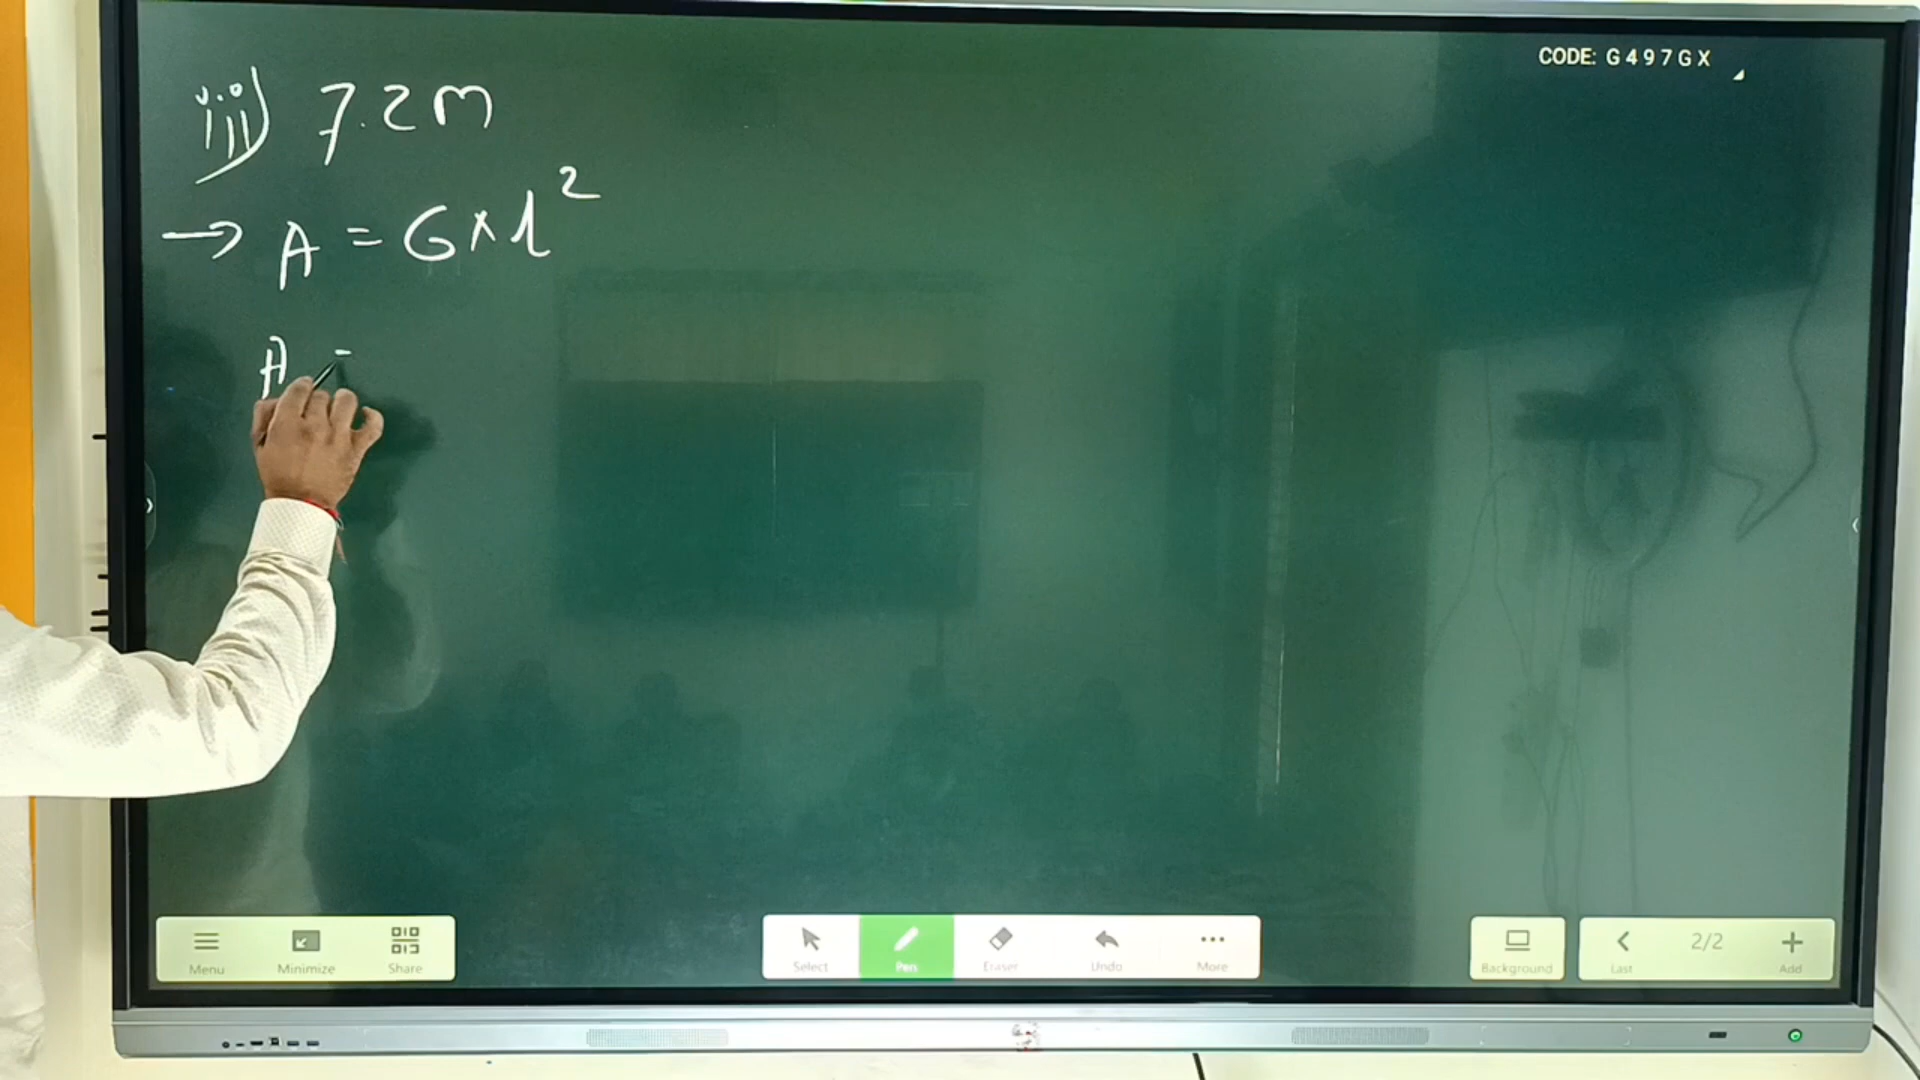 CODE: G497GX
iii) 7.2m
→ A = 6×l²
A =
Menu Minimize Share Select Pen Eraser Undo More Background Last 2/2 Add